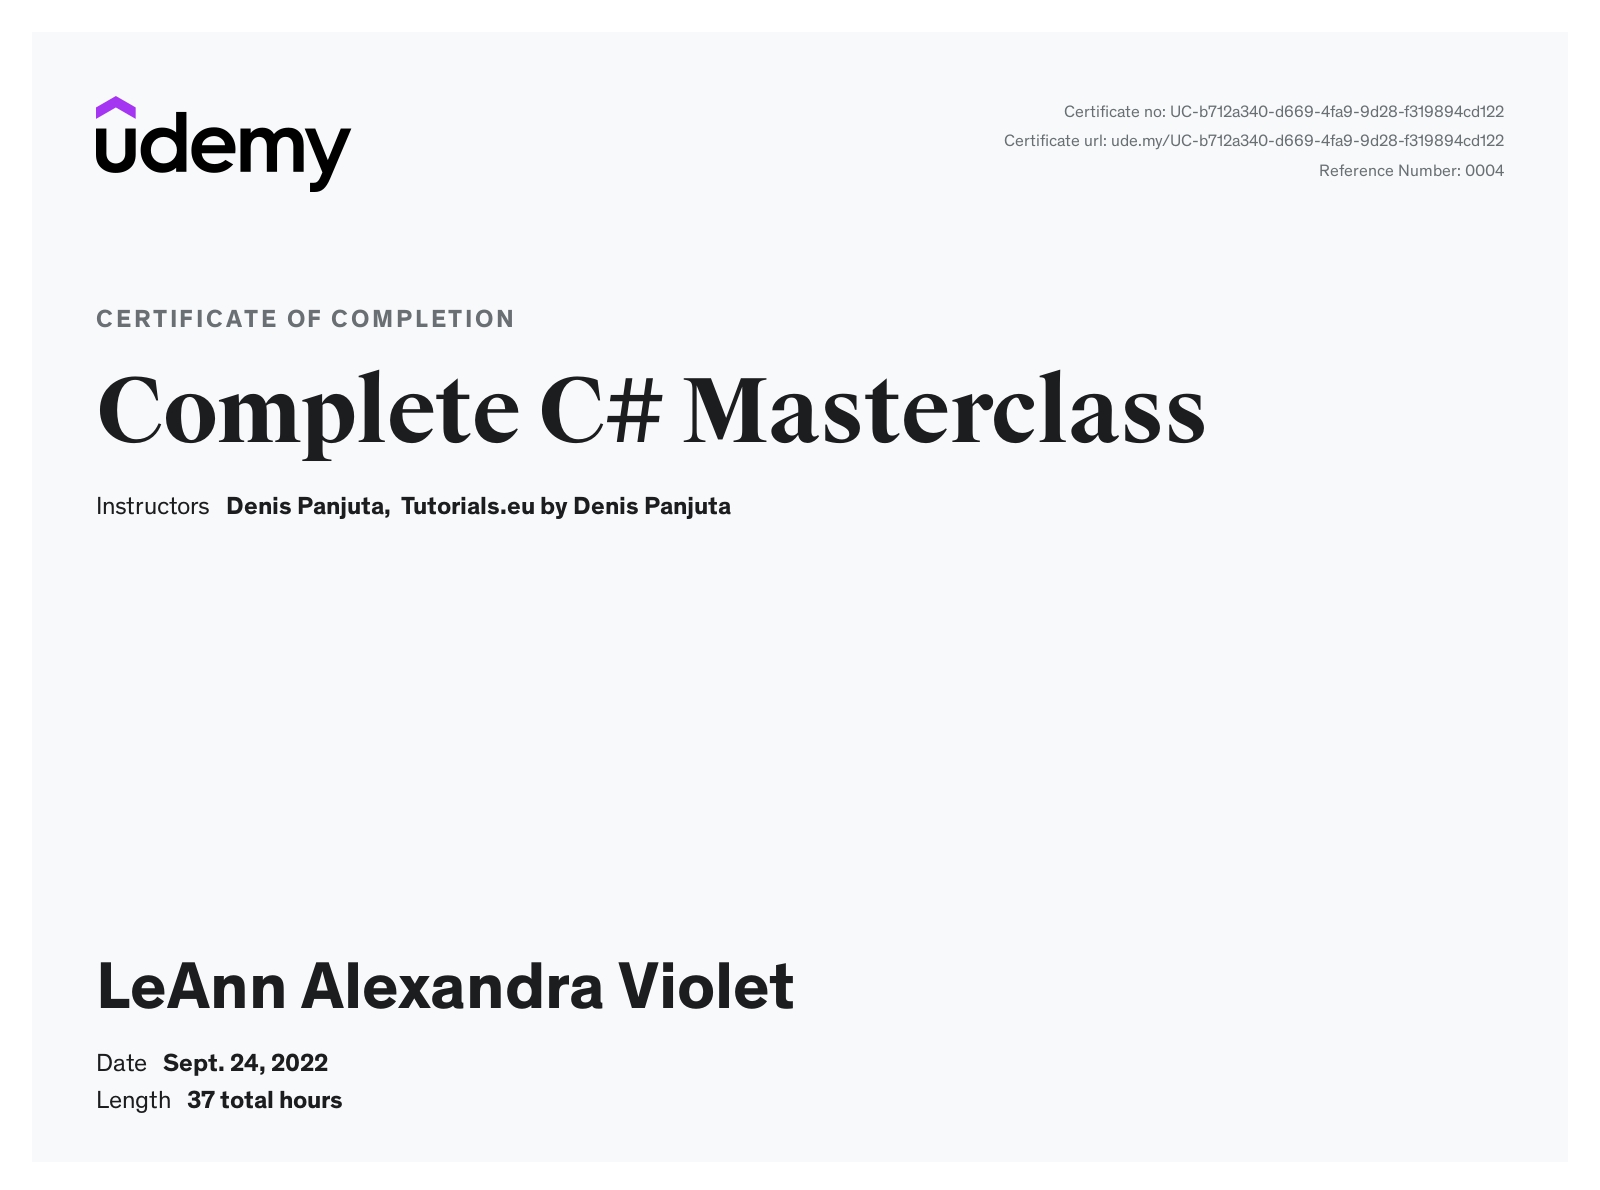 udemy
Certificate no: UC-b712a340-d669-4fa9-9d28-f319894cd122
Certificate url: ude.my/UC-b712a340-d669-4fa9-9d28-f319894cd122
Reference Number: 0004
CERTIFICATE OF COMPLETION
Complete C# Masterclass
Instructors Denis Panjuta, Tutorials.eu by Denis Panjuta
LeAnn Alexandra Violet
Date Sept. 24, 2022
Length 37 total hours